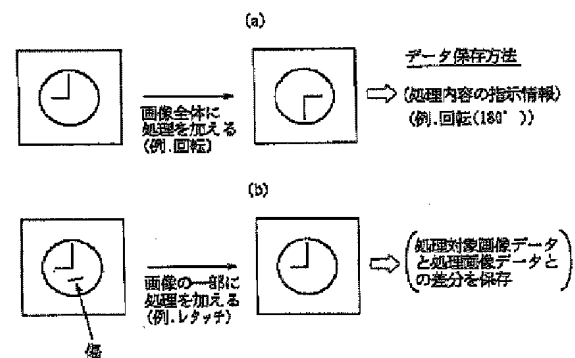 (a)
データ保存方法
画像全体に
処理を加える
(例.回転)
(処理内容の指示情報)
(例.回転(180°))
(b)
画像の一部に
処理を加える
(例.レタッチ)
処理対象画像データ
と処理画像データと
の差分を保存
傷